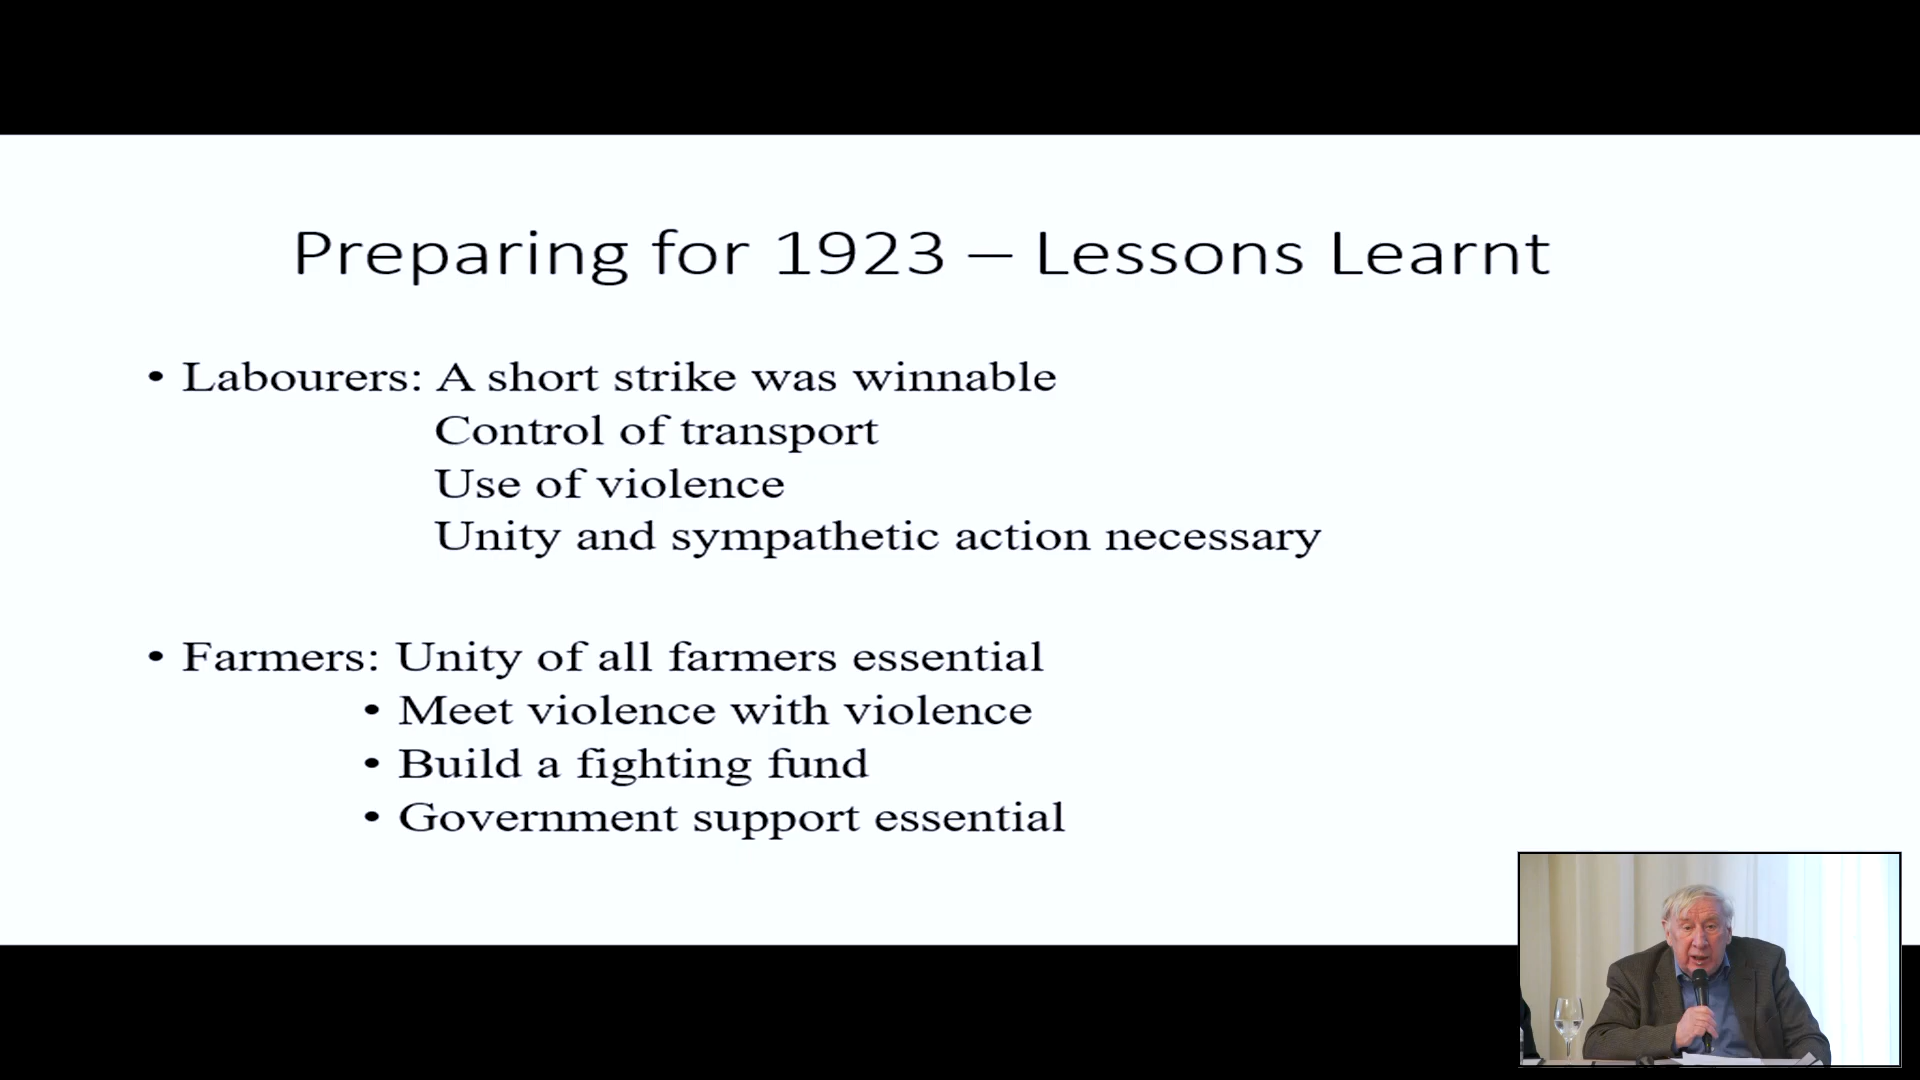 Preparing for 1923 – Lessons Learnt
• Labourers: A short strike was winnable
Control of transport
Use of violence
Unity and sympathetic action necessary
• Farmers: Unity of all farmers essential
• Meet violence with violence
• Build a fighting fund
• Government support essential